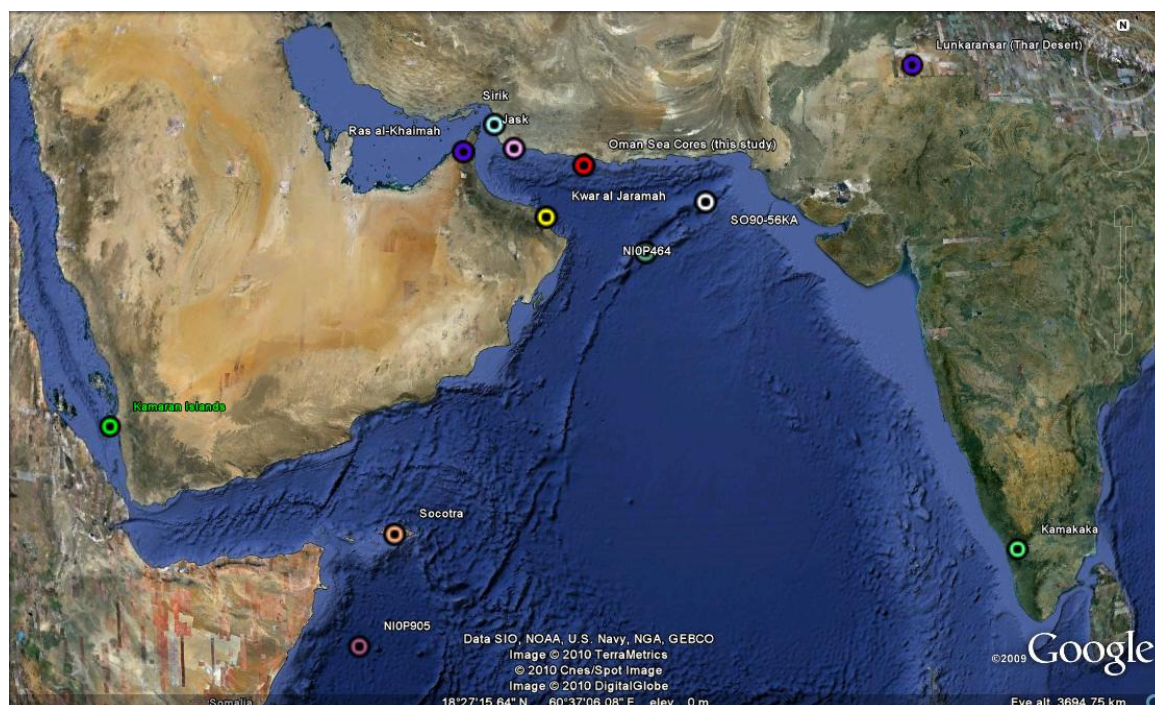 N
Lunkaransar (Thar Desert)
Sirik
Jask
Ras al-Khaimah
Oman Sea Cores (this study)
Kwar al Jaramah
SO90-56KA
NI0P464
Kamaran Islands
Socotra
Kamakaka
NI0P905
Data SIO, NOAA, U.S. Navy, NGA, GEBCO
Image © 2010 TerraMetrics
© 2010 Cnes/Spot Image
Image © 2010 DigitalGlobe
©2009 Google
Somalia
18°27'15.64" N 60°37'06.08" E elev 0 m
Eye alt 3694.75 km